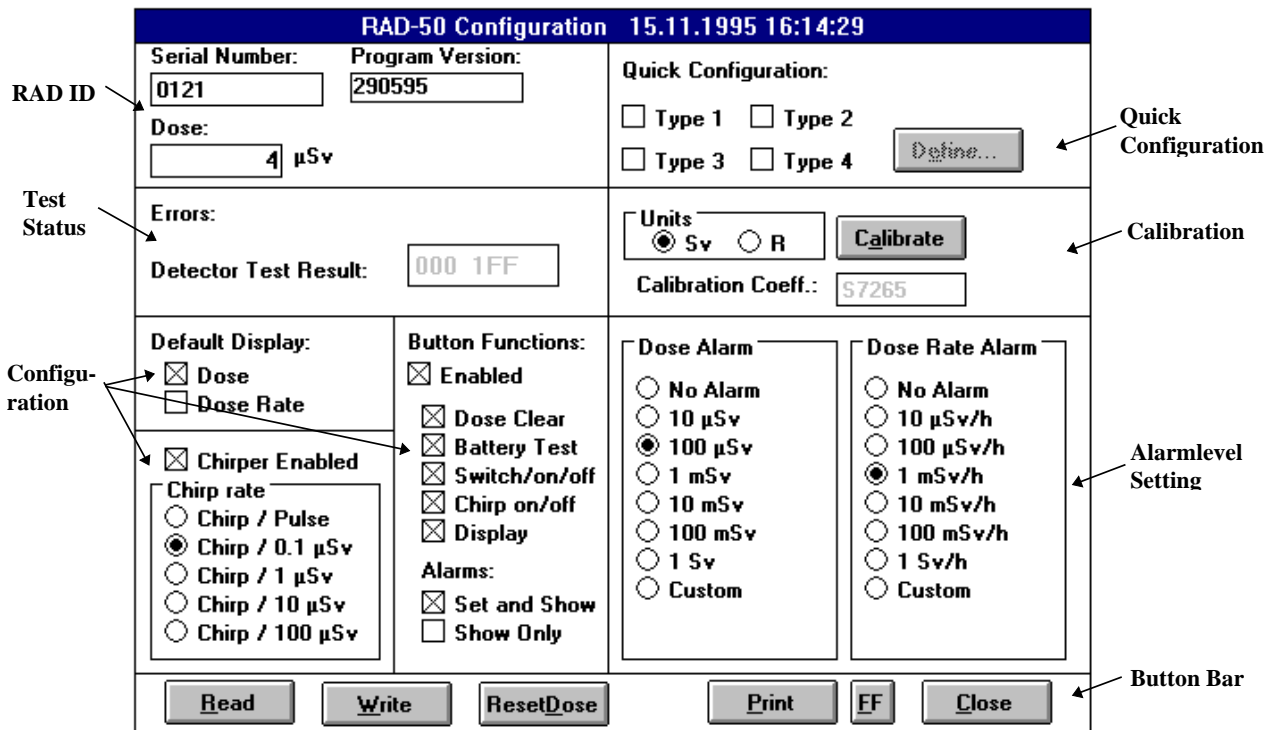 RAD-50 Configuration 15.11.1995 16:14:29
RAD ID
Serial Number: Program Version:
0121 290595
Dose:
4 µSv
Quick Configuration:
Type 1 Type 2
Type 3 Type 4
Define...
Quick
Configuration
Test
Status
Errors:
Detector Test Result: 000 1FF
Units
Sv R
Calibrate
Calibration Coeff.: S7265
Calibration
Configu-
ration
Default Display:
Dose
Dose Rate
Chirper Enabled
Chirp rate
Chirp / Pulse
Chirp / 0.1 µSv
Chirp / 1 µSv
Chirp / 10 µSv
Chirp / 100 µSv
Button Functions:
Enabled
Dose Clear
Battery Test
Switch/on/off
Chirp on/off
Display
Alarms:
Set and Show
Show Only
Dose Alarm
No Alarm
10 µSv
100 µSv
1 mSv
10 mSv
100 mSv
1 Sv
Custom
Dose Rate Alarm
No Alarm
10 µSv/h
100 µSv/h
1 mSv/h
10 mSv/h
100 mSv/h
1 Sv/h
Custom
Alarmlevel
Setting
Read Write ResetDose Print FF Close
Button Bar